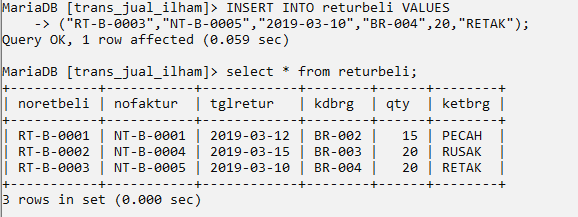 MariaDB [trans_jual_ilham]> INSERT INTO returbeli VALUES
    -> ("RT-B-0003","NT-B-0005","2019-03-10","BR-004",20,"RETAK");
Query OK, 1 row affected (0.059 sec)

MariaDB [trans_jual_ilham]> select * from returbeli;
+-----------+-----------+------------+--------+------+--------+
| noretbeli | nofaktur  | tglretur   | kdbrg  | qty  | ketbrg |
+-----------+-----------+------------+--------+------+--------+
| RT-B-0001 | NT-B-0001 | 2019-03-12 | BR-002 |   15 | PECAH  |
| RT-B-0002 | NT-B-0004 | 2019-03-15 | BR-003 |   20 | RUSAK  |
| RT-B-0003 | NT-B-0005 | 2019-03-10 | BR-004 |   20 | RETAK  |
+-----------+-----------+------------+--------+------+--------+
3 rows in set (0.000 sec)